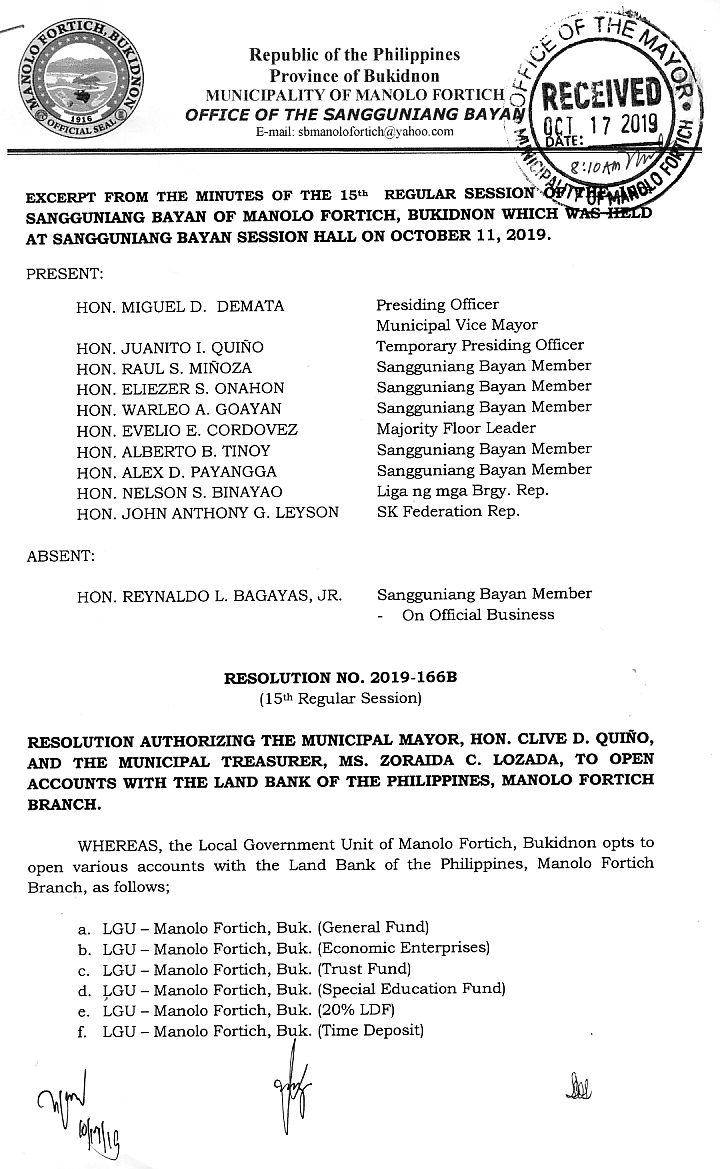 MANOLO FORTICH, BUKIDNON
1916
OFFICIAL SEAL
Republic of the Philippines
Province of Bukidnon
MUNICIPALITY OF MANOLO FORTICH
OFFICE OF THE SANGGUNIANG BAYAN
E-mail: sbmanolofortich@yahoo.com
OFFICE OF THE MAYOR
RECEIVED
OCT 17 2019
DATE:
8:10AM
MUNICIPALITY OF MANOLO FORTICH
EXCERPT FROM THE MINUTES OF THE 15th REGULAR SESSION OF THE
SANGGUNIANG BAYAN OF MANOLO FORTICH, BUKIDNON WHICH WAS HELD
AT SANGGUNIANG BAYAN SESSION HALL ON OCTOBER 11, 2019.
PRESENT:
HON. MIGUEL D. DEMATA Presiding Officer
Municipal Vice Mayor
HON. JUANITO I. QUIÑO Temporary Presiding Officer
HON. RAUL S. MIÑOZA Sangguniang Bayan Member
HON. ELIEZER S. ONAHON Sangguniang Bayan Member
HON. WARLEO A. GOAYAN Sangguniang Bayan Member
HON. EVELIO E. CORDOVEZ Majority Floor Leader
HON. ALBERTO B. TINOY Sangguniang Bayan Member
HON. ALEX D. PAYANGGA Sangguniang Bayan Member
HON. NELSON S. BINAYAO Liga ng mga Brgy. Rep.
HON. JOHN ANTHONY G. LEYSON SK Federation Rep.
ABSENT:
HON. REYNALDO L. BAGAYAS, JR. Sangguniang Bayan Member
- On Official Business
RESOLUTION NO. 2019-166B
(15th Regular Session)
RESOLUTION AUTHORIZING THE MUNICIPAL MAYOR, HON. CLIVE D. QUIÑO,
AND THE MUNICIPAL TREASURER, MS. ZORAIDA C. LOZADA, TO OPEN
ACCOUNTS WITH THE LAND BANK OF THE PHILIPPINES, MANOLO FORTICH
BRANCH.
WHEREAS, the Local Government Unit of Manolo Fortich, Bukidnon opts to
open various accounts with the Land Bank of the Philippines, Manolo Fortich
Branch, as follows;
a. LGU – Manolo Fortich, Buk. (General Fund)
b. LGU – Manolo Fortich, Buk. (Economic Enterprises)
c. LGU – Manolo Fortich, Buk. (Trust Fund)
d. LGU – Manolo Fortich, Buk. (Special Education Fund)
e. LGU – Manolo Fortich, Buk. (20% LDF)
f. LGU – Manolo Fortich, Buk. (Time Deposit)
10/17/19